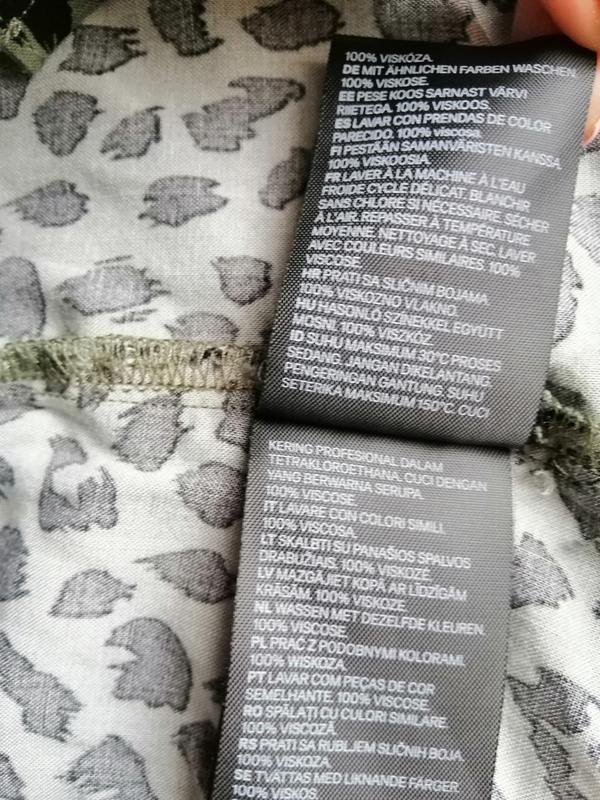 100% VISKÓZA.
DE MIT ÄHNLICHEN FARBEN WASCHEN
100% VISKOSE.
EE PESE KOOS SARNAST VÄRVI
RIIETEGA. 100% VISKOOS.
ES LAVAR CON PRENDAS DE COLOR
PARECIDO. 100% viscosa.
FI PESTÄÄN SAMANVÄRISTEN KANSSA
100% VISKOOSIA.
FR LAVER À LA MACHINE À L'EAU
FROIDE CYCLE DÉLICAT. BLANCHIR
SANS CHLORE SI NÉCESSAIRE. SÉCHER
À L'AIR. REPASSER À TEMPÉRATURE
MOYENNE. NETTOYAGE À SEC. LAVER
AVEC COULEURS SIMILAIRES. 100%
VISCOSE.
HR PRATI SA SLIČNIM BOJAMA
100% VISKOZNO VLAKNO.
HU HASONLÓ SZÍNEKKEL EGYÜTT
MOSNI. 100% VISZKÓZ.
ID SUHU MAKSIMUM 30°C PROSES
SEDANG. JANGAN DIKELANTANG.
PENGERINGAN GANTUNG. SUHU
SETERIKA MAKSIMUM 150°C. CUCI
KERING PROFESIONAL DALAM
TETRAKLOROETHANA. CUCI DENGAN
YANG BERWARNA SERUPA.
100% VISCOSE.
IT LAVARE CON COLORI SIMILI.
100% VISCOSA.
LT SKALBTI SU PANAŠIOS SPALVOS
DRABUŽIAIS. 100% VISKOZĖ.
LV MAZGĀJIET KOPĀ AR LĪDZĪGĀM
KRĀSĀM. 100% VISKOZE.
NL WASSEN MET DEZELFDE KLEUREN.
100% VISCOSE.
PL PRAĆ Z PODOBNYMI KOLORAMI.
100% WISKOZA.
PT LAVAR COM PEÇAS DE COR
SEMELHANTE. 100% VISCOSE.
RO SPĂLAŢI CU CULORI SIMILARE.
100% VISCOZĂ.
RS PRATI SA RUBLJEM SLIČNIH BOJA.
100% VISKOZA.
SE TVÄTTAS MED LIKNANDE FÄRGER.
100% VISKOS.